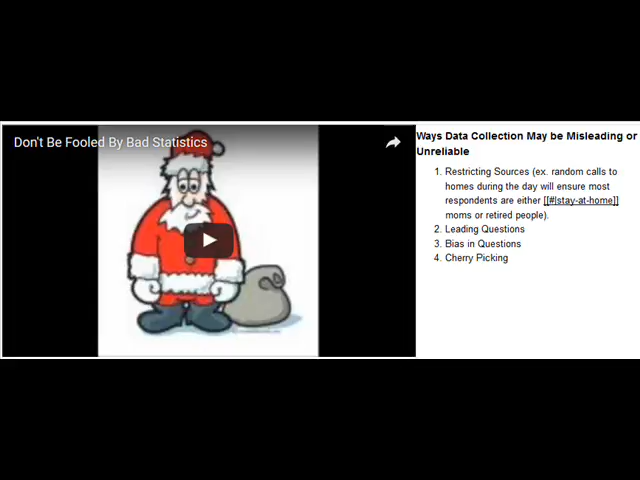 Don't Be Fooled By Bad Statistics
Ways Data Collection May be Misleading or
Unreliable
1. Restricting Sources (ex. random calls to
homes during the day will ensure most
respondents are either [[#|stay-at-home]]
moms or retired people).
2. Leading Questions
3. Bias in Questions
4. Cherry Picking